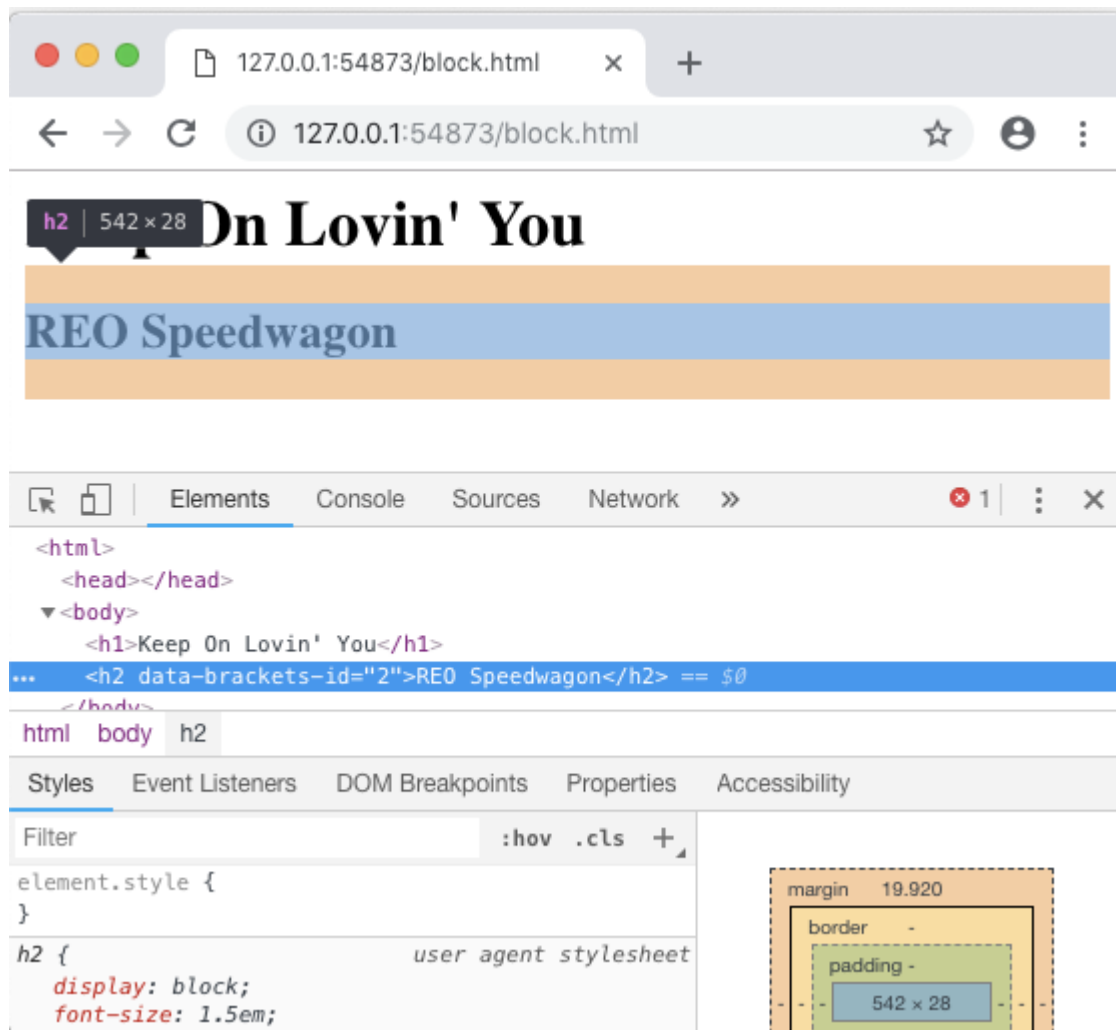 127.0.0.1:54873/block.html
127.0.0.1:54873/block.html
On Lovin' You
h2 542 × 28
REO Speedwagon
Elements Console Sources Network » 1
<html>
<head></head>
▼<body>
<h1>Keep On Lovin' You</h1>
... <h2 data-brackets-id="2">REO Speedwagon</h2> == $0
</body>
html body h2
Styles Event Listeners DOM Breakpoints Properties Accessibility
Filter :hov .cls +
element.style {
}
h2 { user agent stylesheet
display: block;
font-size: 1.5em;
margin 19.920
border -
padding -
- - - 542 × 28 - - -